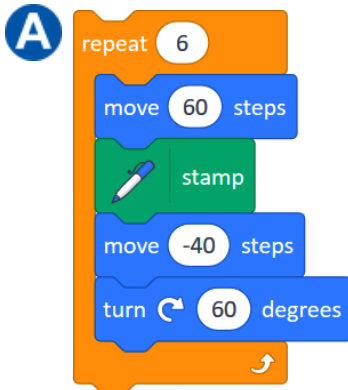 A
repeat 6
move 60 steps
stamp
move -40 steps
turn 60 degrees